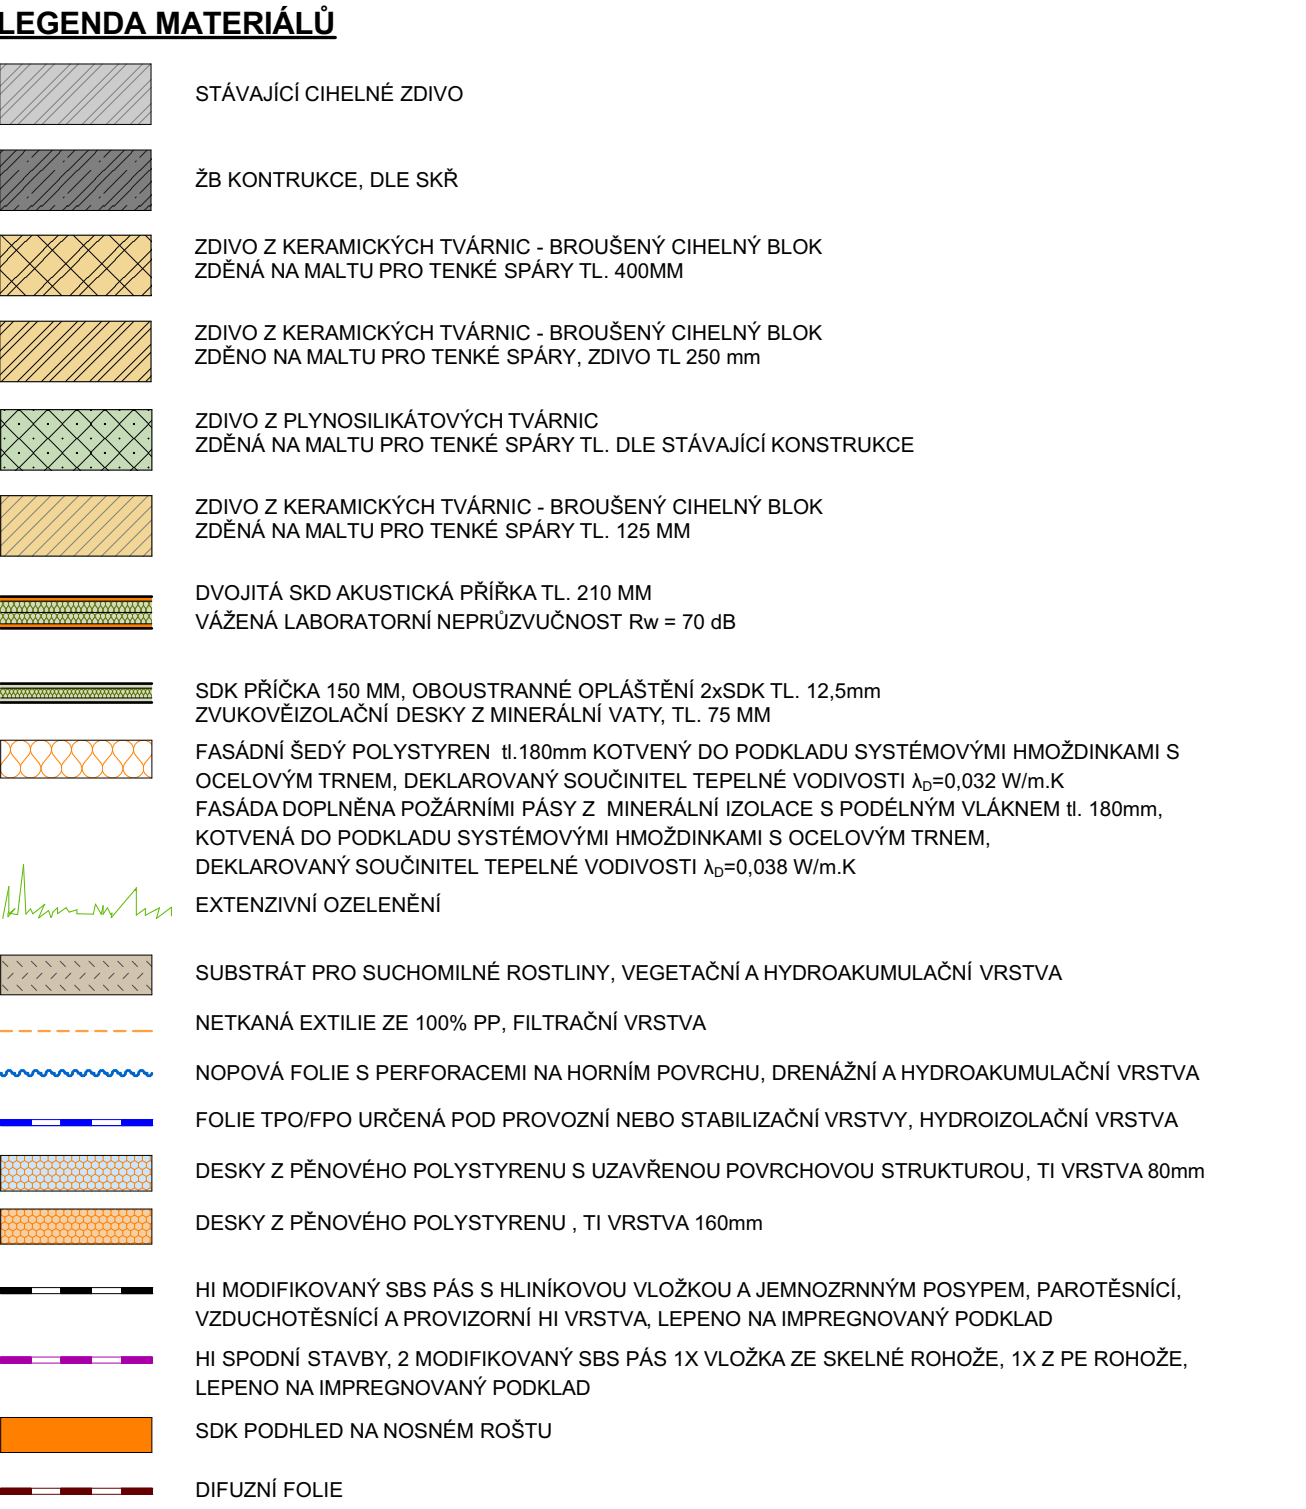 LEGENDA MATERIÁLŮ
STÁVAJÍCÍ CIHELNÉ ZDIVO
ŽB KONTRUKCE, DLE SKŘ
ZDIVO Z KERAMICKÝCH TVÁRNIC - BROUŠENÝ CIHELNÝ BLOK
ZDĚNÁ NA MALTU PRO TENKÉ SPÁRY TL. 400MM
ZDIVO Z KERAMICKÝCH TVÁRNIC - BROUŠENÝ CIHELNÝ BLOK
ZDĚNO NA MALTU PRO TENKÉ SPÁRY, ZDIVO TL 250 mm
ZDIVO Z PLYNOSILIKÁTOVÝCH TVÁRNIC
ZDĚNÁ NA MALTU PRO TENKÉ SPÁRY TL. DLE STÁVAJÍCÍ KONSTRUKCE
ZDIVO Z KERAMICKÝCH TVÁRNIC - BROUŠENÝ CIHELNÝ BLOK
ZDĚNÁ NA MALTU PRO TENKÉ SPÁRY TL. 125 MM
DVOJITÁ SKD AKUSTICKÁ PŘÍŘKA TL. 210 MM
VÁŽENÁ LABORATORNÍ NEPRŮZVUČNOST Rw = 70 dB
SDK PŘÍČKA 150 MM, OBOUSTRANNÉ OPLÁŠTĚNÍ 2xSDK TL. 12,5mm
ZVUKOVĚIZOLAČNÍ DESKY Z MINERÁLNÍ VATY, TL. 75 MM
FASÁDNÍ ŠEDÝ POLYSTYREN tl.180mm KOTVENÝ DO PODKLADU SYSTÉMOVÝMI HMOŽDINKAMI S
OCELOVÝM TRNEM, DEKLAROVANÝ SOUČINITEL TEPELNÉ VODIVOSTI λD=0,032 W/m.K
FASÁDA DOPLNĚNA POŽÁRNÍMI PÁSY Z MINERÁLNÍ IZOLACE S PODÉLNÝM VLÁKNEM tl. 180mm,
KOTVENÁ DO PODKLADU SYSTÉMOVÝMI HMOŽDINKAMI S OCELOVÝM TRNEM,
DEKLAROVANÝ SOUČINITEL TEPELNÉ VODIVOSTI λD=0,038 W/m.K
EXTENZIVNÍ OZELENĚNÍ
SUBSTRÁT PRO SUCHOMILNÉ ROSTLINY, VEGETAČNÍ A HYDROAKUMULAČNÍ VRSTVA
NETKANÁ EXTILIE ZE 100% PP, FILTRAČNÍ VRSTVA
NOPOVÁ FOLIE S PERFORACEMI NA HORNÍM POVRCHU, DRENÁŽNÍ A HYDROAKUMULAČNÍ VRSTVA
FOLIE TPO/FPO URČENÁ POD PROVOZNÍ NEBO STABILIZAČNÍ VRSTVY, HYDROIZOLAČNÍ VRSTVA
DESKY Z PĚNOVÉHO POLYSTYRENU S UZAVŘENOU POVRCHOVOU STRUKTUROU, TI VRSTVA 80mm
DESKY Z PĚNOVÉHO POLYSTYRENU , TI VRSTVA 160mm
HI MODIFIKOVANÝ SBS PÁS S HLINÍKOVOU VLOŽKOU A JEMNOZRNNÝM POSYPEM, PAROTĚSNÍCÍ,
VZDUCHOTĚSNÍCÍ A PROVIZORNÍ HI VRSTVA, LEPENO NA IMPREGNOVANÝ PODKLAD
HI SPODNÍ STAVBY, 2 MODIFIKOVANÝ SBS PÁS 1X VLOŽKA ZE SKELNÉ ROHOŽE, 1X Z PE ROHOŽE,
LEPENO NA IMPREGNOVANÝ PODKLAD
SDK PODHLED NA NOSNÉM ROŠTU
DIFUZNÍ FOLIE